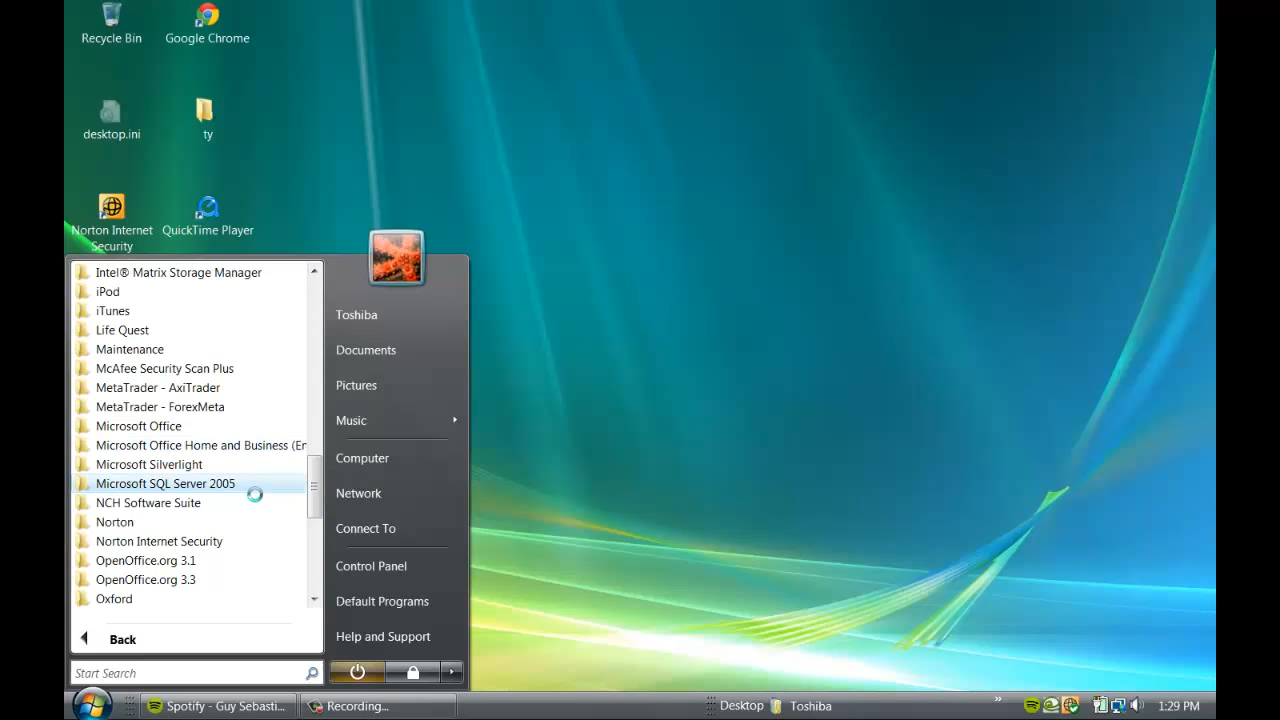 Recycle Bin
Google Chrome
desktop.ini
ty
Norton Internet
Security
QuickTime Player
Intel® Matrix Storage Manager
iPod
iTunes
Life Quest
Maintenance
McAfee Security Scan Plus
MetaTrader - AxiTrader
MetaTrader - ForexMeta
Microsoft Office
Microsoft Office Home and Business (En
Microsoft Silverlight
Microsoft SQL Server 2005
NCH Software Suite
Norton
Norton Internet Security
OpenOffice.org 3.1
OpenOffice.org 3.3
Oxford
Back
Start Search
Toshiba
Documents
Pictures
Music
Computer
Network
Connect To
Control Panel
Default Programs
Help and Support
Spotify - Guy Sebasti...
Recording...
Desktop
Toshiba
1:29 PM